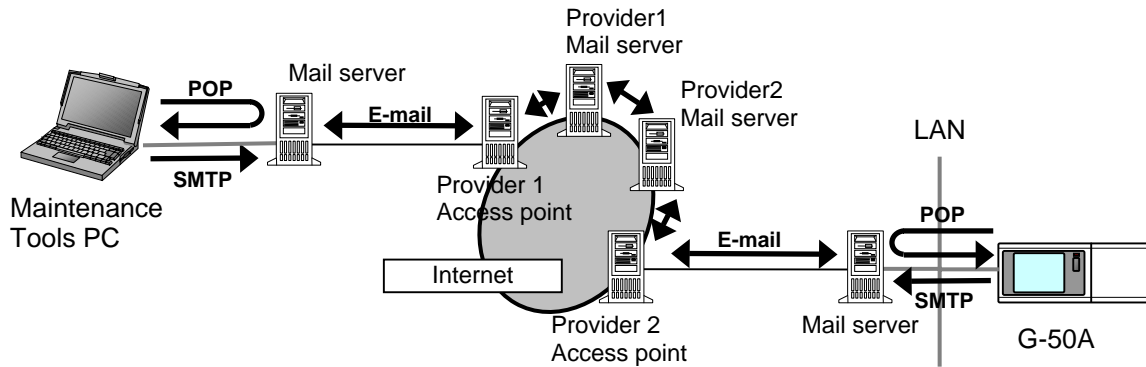 Provider1
Mail server
Mail server
POP
E-mail
SMTP
Provider2
Mail server
LAN
Maintenance
Tools PC
Provider 1
Access point
Internet
POP
E-mail
SMTP
Provider 2
Access point
Mail server
G-50A